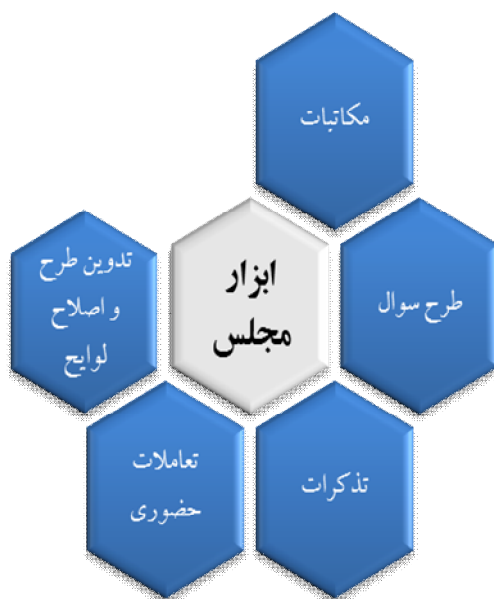 مکاتبات
ابزار
مجلس
طرح سوال
تدوین طرح
و اصلاح
لوایح
تذکرات
تعاملات
حضوری